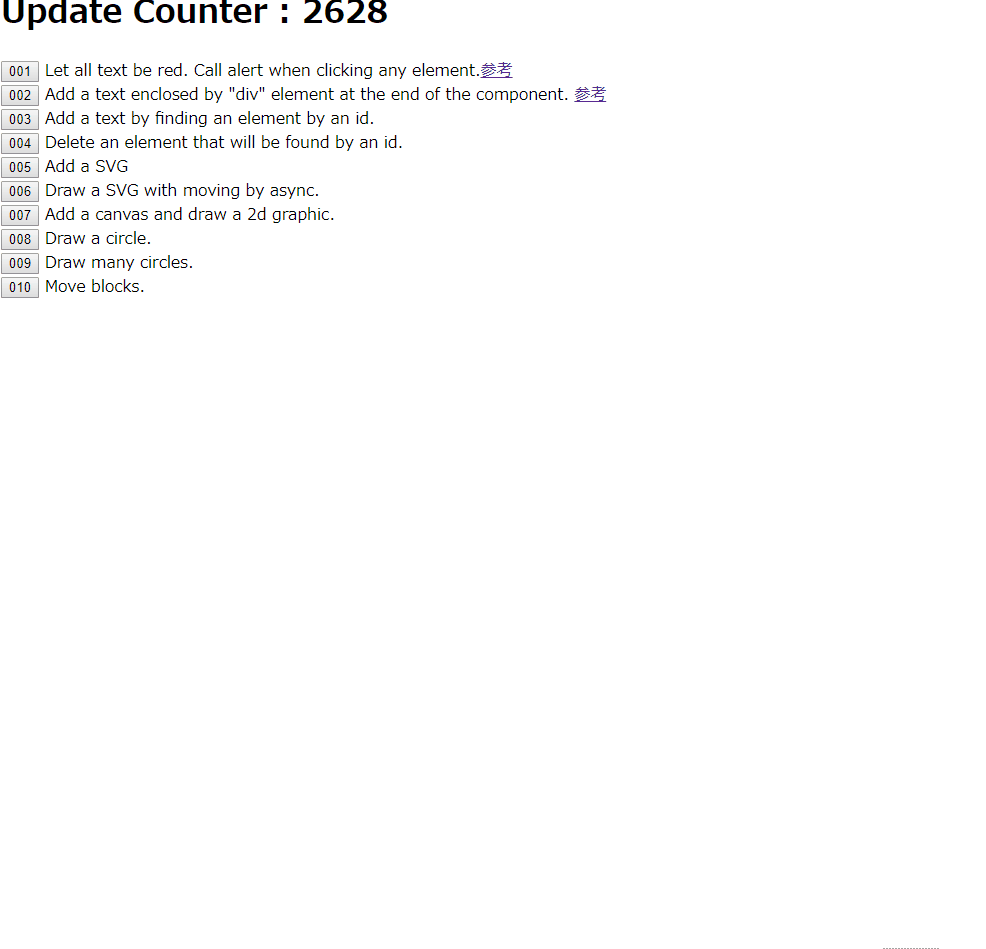 Update Counter : 2628
001 Let all text be red. Call alert when clicking any element.参考
002 Add a text enclosed by "div" element at the end of the component. 参考
003 Add a text by finding an element by an id.
004 Delete an element that will be found by an id.
005 Add a SVG
006 Draw a SVG with moving by async.
007 Add a canvas and draw a 2d graphic.
008 Draw a circle.
009 Draw many circles.
010 Move blocks.